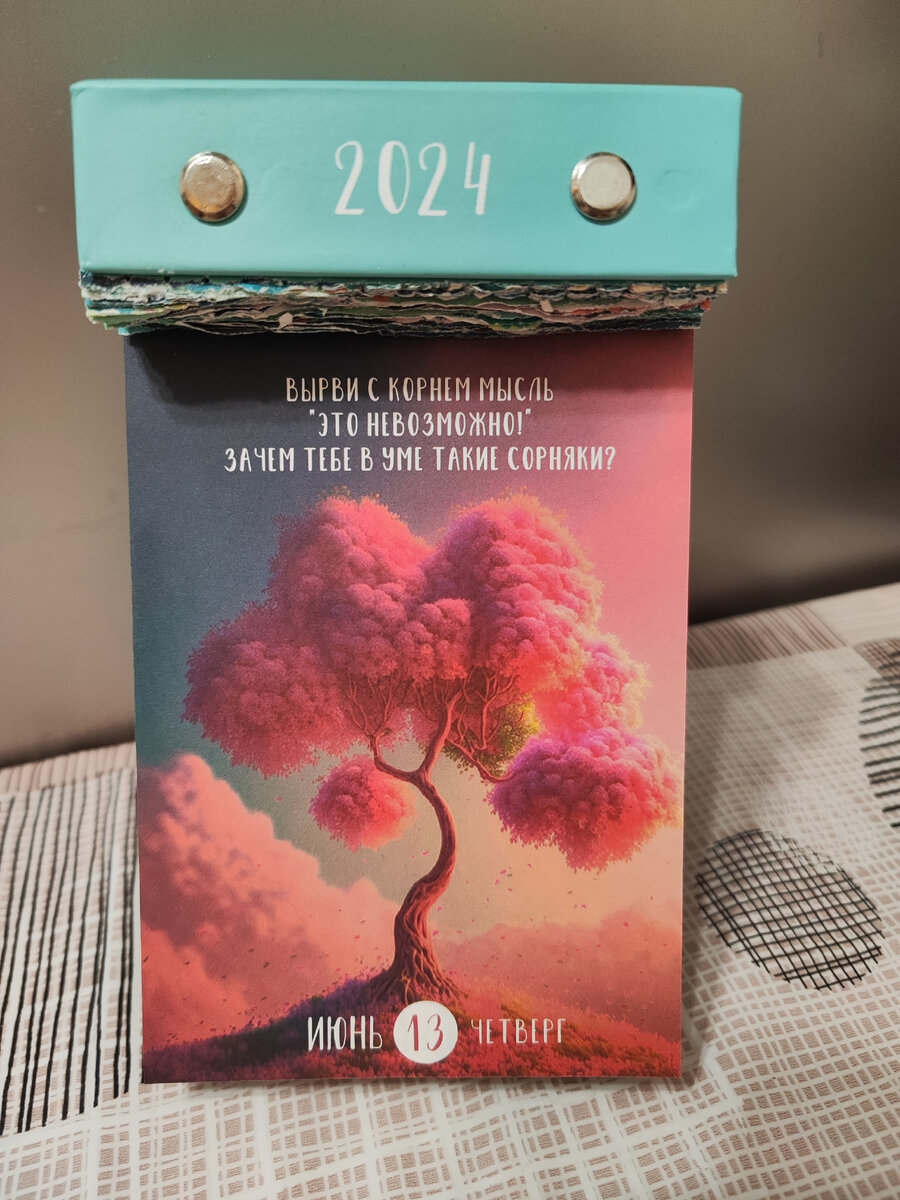 2024
ВЫРВИ С КОРНЕМ МЫСЛЬ
"ЭТО НЕВОЗМОЖНО!"
ЗАЧЕМ ТЕБЕ В УМЕ ТАКИЕ СОРНЯКИ?
ИЮНЬ 13 ЧЕТВЕРГ